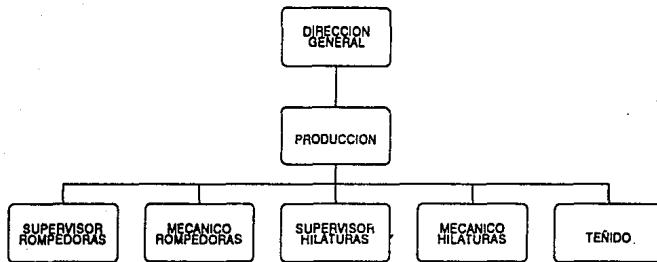 DIRECCION
GENERAL
PRODUCCION
SUPERVISOR
ROMPEDORAS
MECANICO
ROMPEDORAS
SUPERVISOR
HILATURAS
MECANICO
HILATURAS
TEÑIDO